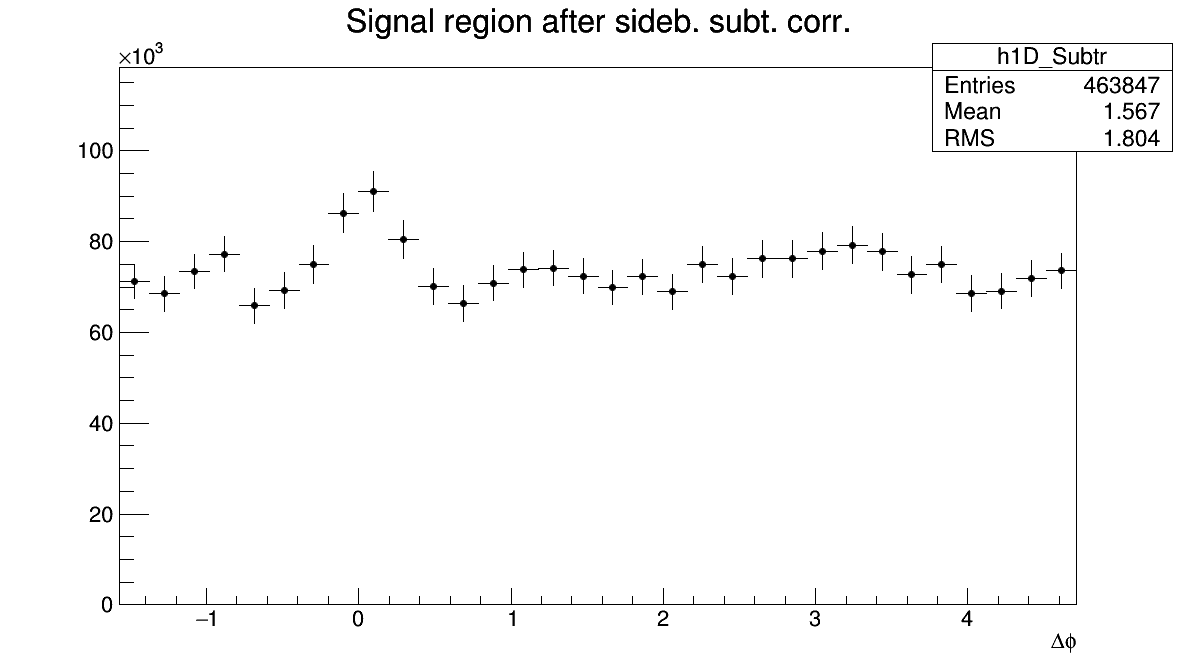 Signal region after sideb. subt. corr.
×10³
h1D_Subtr
Entries 463847
Mean 1.567
RMS 1.804
100
80
60
40
20
0
−1 0 1 2 3 4
Δϕ